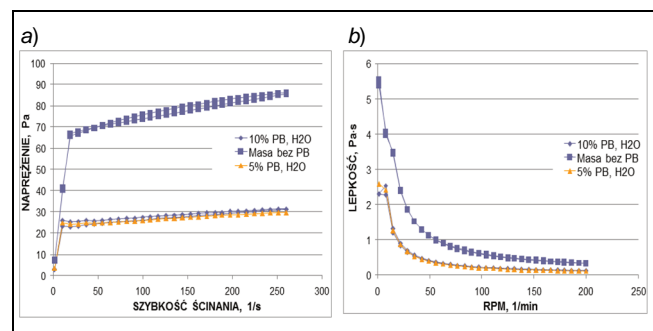 a)
100
90
80
70
60
50
40
30
20
10
0
NAPRĘŻENIE, Pa
10% PB, H2O
Masa bez PB
5% PB, H2O
0 50 100 150 200 250 300
SZYBKOŚĆ ŚCINANIA, 1/s
b)
6
5
4
3
2
1
0
LEPKOŚĆ, Pa·s
10% PB, H2O
Masa bez PB
5% PB, H2O
0 50 100 150 200 250
RPM, 1/min